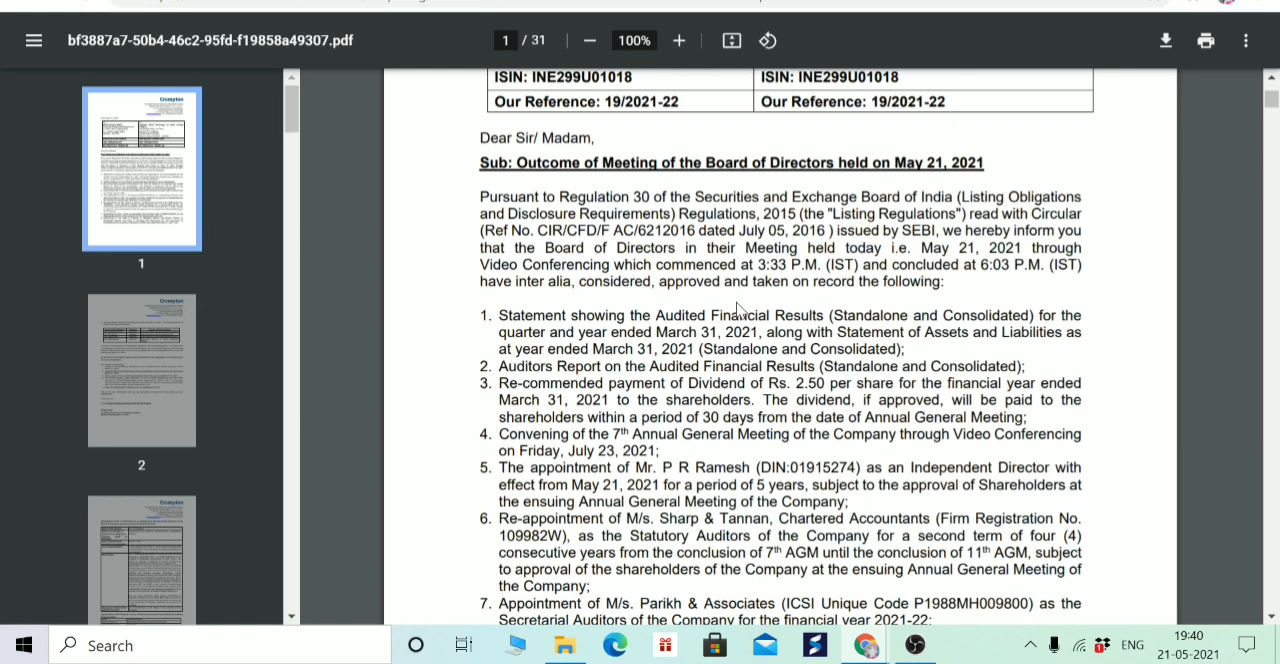 bf3887a7-50b4-46c2-95fd-f19858a49307.pdf
1 / 31
100%
Crompton
1
Crompton
2
Crompton
ISIN: INE299U01018 ISIN: INE299U01018
Our Reference: 19/2021-22 Our Reference: 19/2021-22
Dear Sir/ Madam,
Sub: Outcome of Meeting of the Board of Directors held on May 21, 2021
Pursuant to Regulation 30 of the Securities and Exchange Board of India (Listing Obligations
and Disclosure Requirements) Regulations, 2015 (the "Listing Regulations") read with Circular
(Ref No. CIR/CFD/F AC/6212016 dated July 05, 2016 ) issued by SEBI, we hereby inform you
that the Board of Directors in their Meeting held today i.e. May 21, 2021 through
Video Conferencing which commenced at 3:33 P.M. (IST) and concluded at 6:03 P.M. (IST)
have inter alia, considered, approved and taken on record the following:
1. Statement showing the Audited Financial Results (Standalone and Consolidated) for the
quarter and year ended March 31, 2021, along with Statement of Assets and Liabilities as
at year ended March 31, 2021 (Standalone and Consolidated);
2. Auditors Report on the Audited Financial Results (Standalone and Consolidated);
3. Re-commended payment of Dividend of Rs. 2.50 per share for the financial year ended
March 31, 2021 to the shareholders. The dividend, if approved, will be paid to the
shareholders within a period of 30 days from the date of Annual General Meeting;
4. Convening of the 7th Annual General Meeting of the Company through Video Conferencing
on Friday, July 23, 2021;
5. The appointment of Mr. P R Ramesh (DIN:01915274) as an Independent Director with
effect from May 21, 2021 for a period of 5 years, subject to the approval of Shareholders at
the ensuing Annual General Meeting of the Company;
6. Re-appointment of M/s. Sharp & Tannan, Chartered Accountants (Firm Registration No.
109982W), as the Statutory Auditors of the Company for a second term of four (4)
consecutive years from the conclusion of 7th AGM until the conclusion of 11th AGM, subject
to approval of the shareholders of the Company at the ensuing Annual General Meeting of
the Company;
7. Appointment of M/s. Parikh & Associates (ICSI Unique Code P1988MH009800) as the
Secretarial Auditors of the Company for the financial year 2021-22;
Search
ENG
19:40
21-05-2021